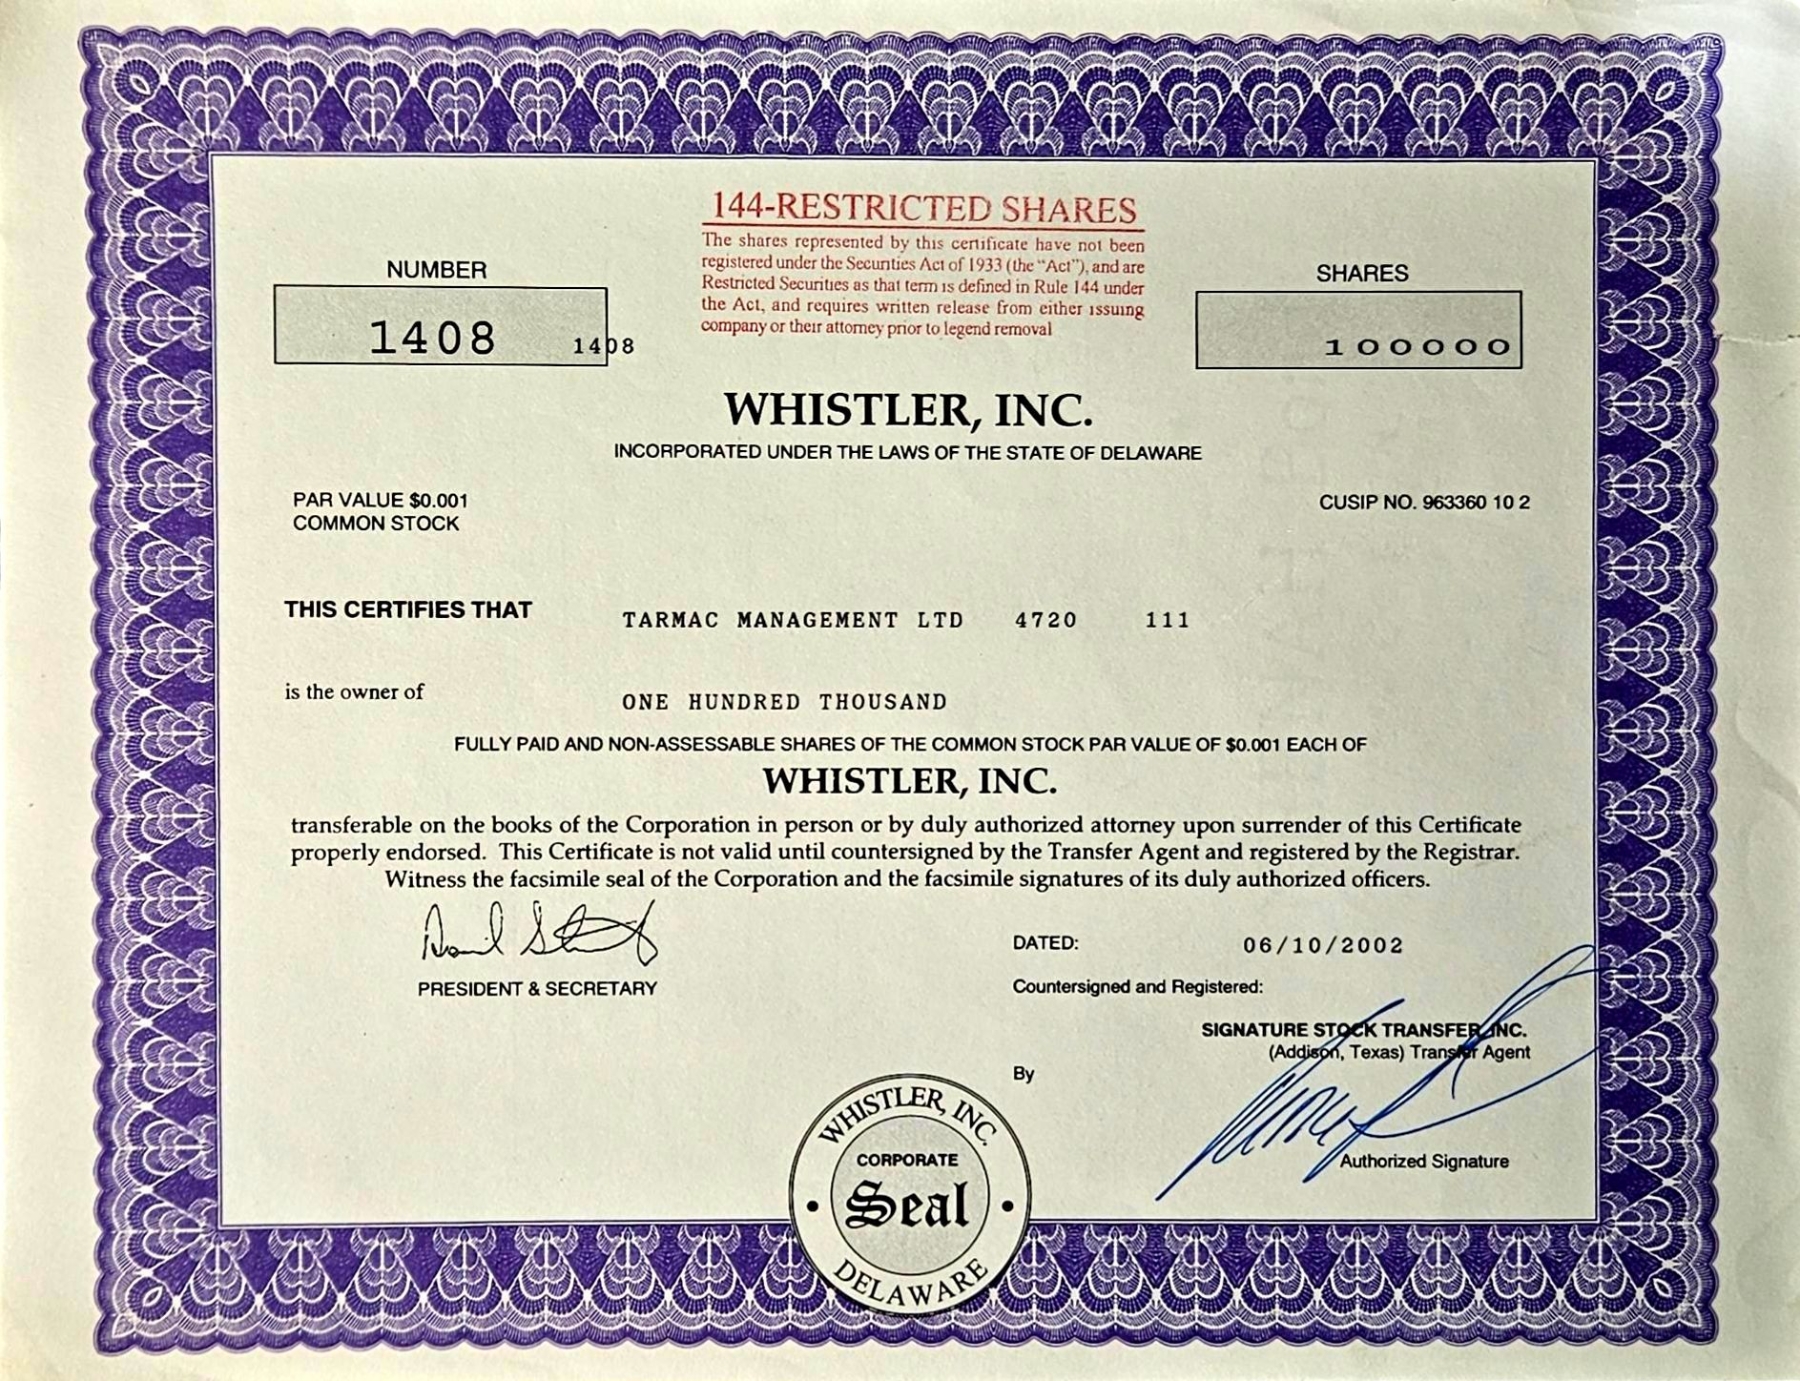 144-RESTRICTED SHARES
The shares represented by this certificate have not been
registered under the Securities Act of 1933 (the “Act”), and are
Restricted Securities as that term is defined in Rule 144 under
the Act, and requires written release from either issuing
company or their attorney prior to legend removal
NUMBER
1408 1408
SHARES
100000
WHISTLER, INC.
INCORPORATED UNDER THE LAWS OF THE STATE OF DELAWARE
PAR VALUE $0.001
COMMON STOCK
CUSIP NO. 963360 10 2
THIS CERTIFIES THAT TARMAC MANAGEMENT LTD 4720 111
is the owner of ONE HUNDRED THOUSAND
FULLY PAID AND NON-ASSESSABLE SHARES OF THE COMMON STOCK PAR VALUE OF $0.001 EACH OF
WHISTLER, INC.
transferable on the books of the Corporation in person or by duly authorized attorney upon surrender of this Certificate
properly endorsed. This Certificate is not valid until countersigned by the Transfer Agent and registered by the Registrar.
Witness the facsimile seal of the Corporation and the facsimile signatures of its duly authorized officers.
PRESIDENT & SECRETARY
DATED: 06/10/2002
Countersigned and Registered:
SIGNATURE STOCK TRANSFER, INC.
(Addison, Texas) Transfer Agent
By
Authorized Signature
WHISTLER, INC.
CORPORATE
Seal
DELAWARE